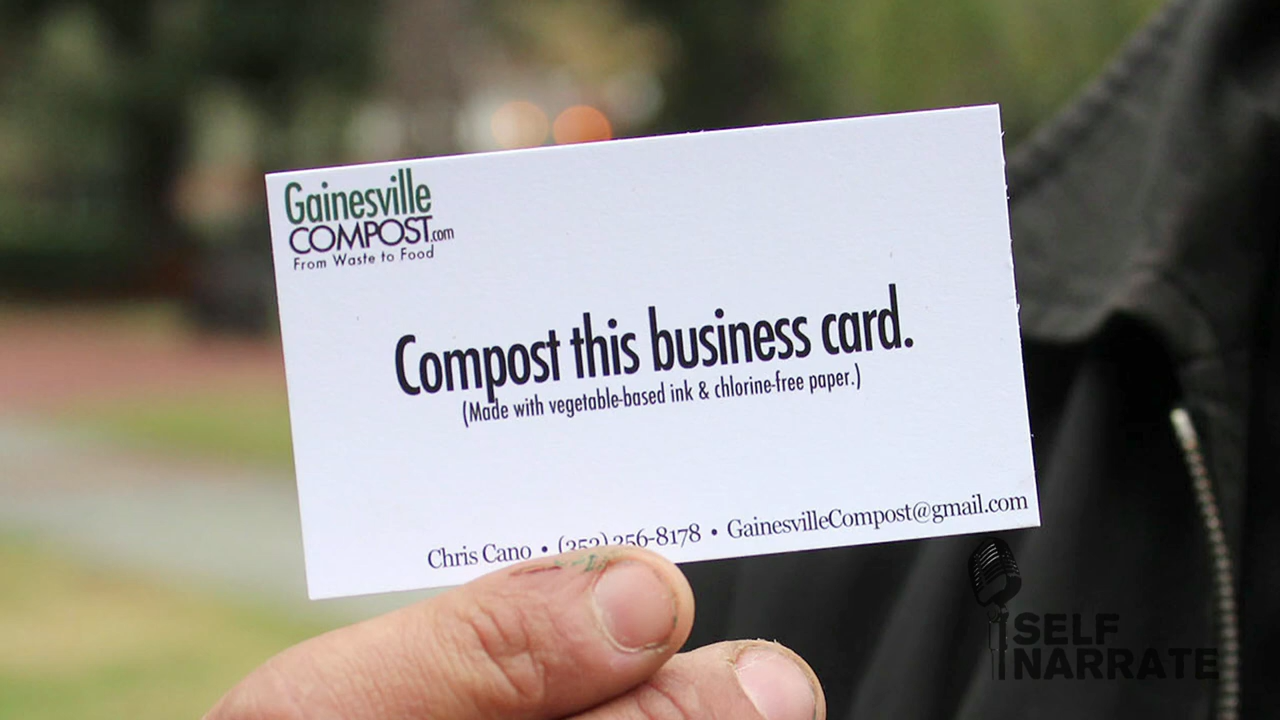 Gainesville
COMPOST.com
From Waste to Food
Compost this business card.
(Made with vegetable-based ink & chlorine-free paper.)
Chris Cano • (352) 256-8178 • GainesvilleCompost@gmail.com
SELF
NARRATE